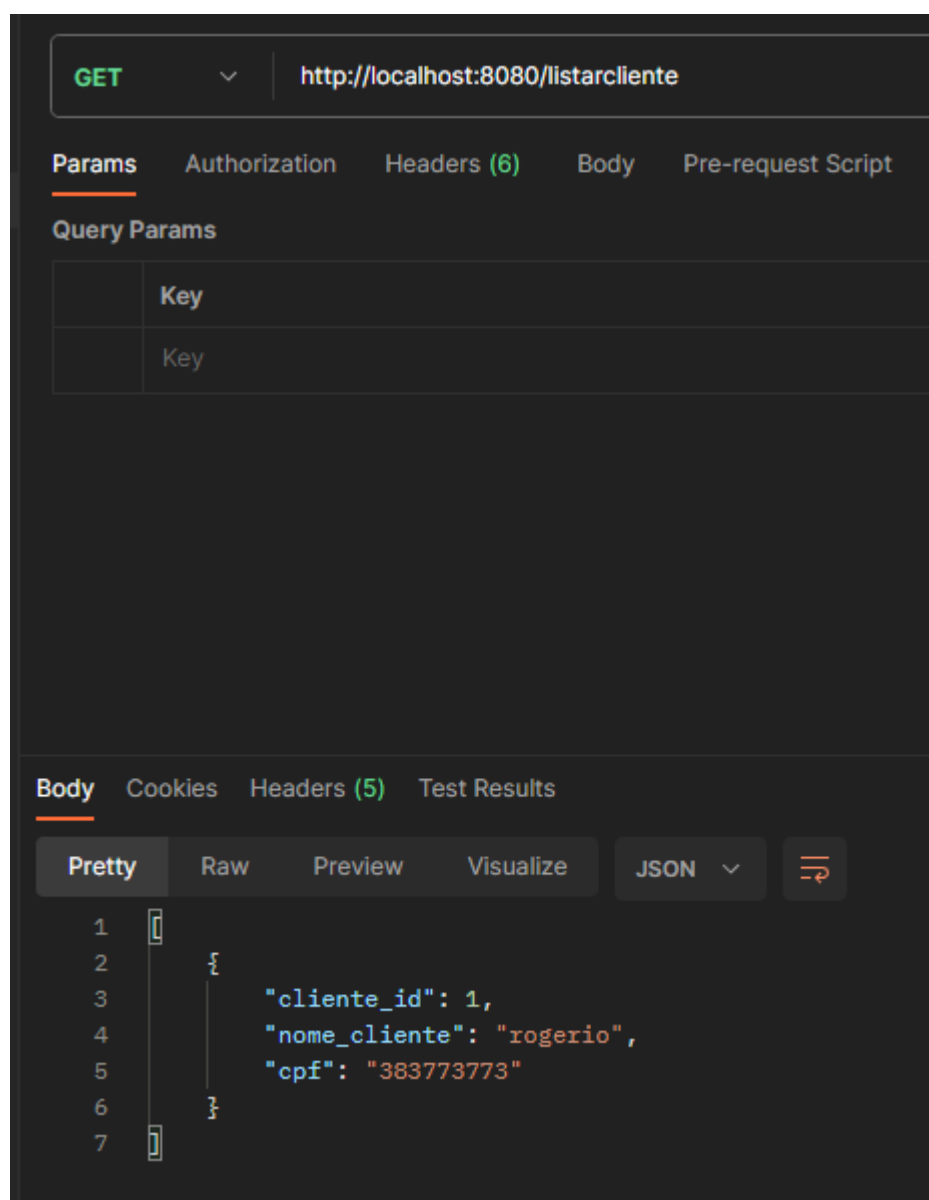 GET http://localhost:8080/listarcliente
Params Authorization Headers (6) Body Pre-request Script
Query Params
Key
Key
Body Cookies Headers (5) Test Results
Pretty Raw Preview Visualize JSON
1 [
2 {
3 "cliente_id": 1,
4 "nome_cliente": "rogerio",
5 "cpf": "383773773"
6 }
7 ]